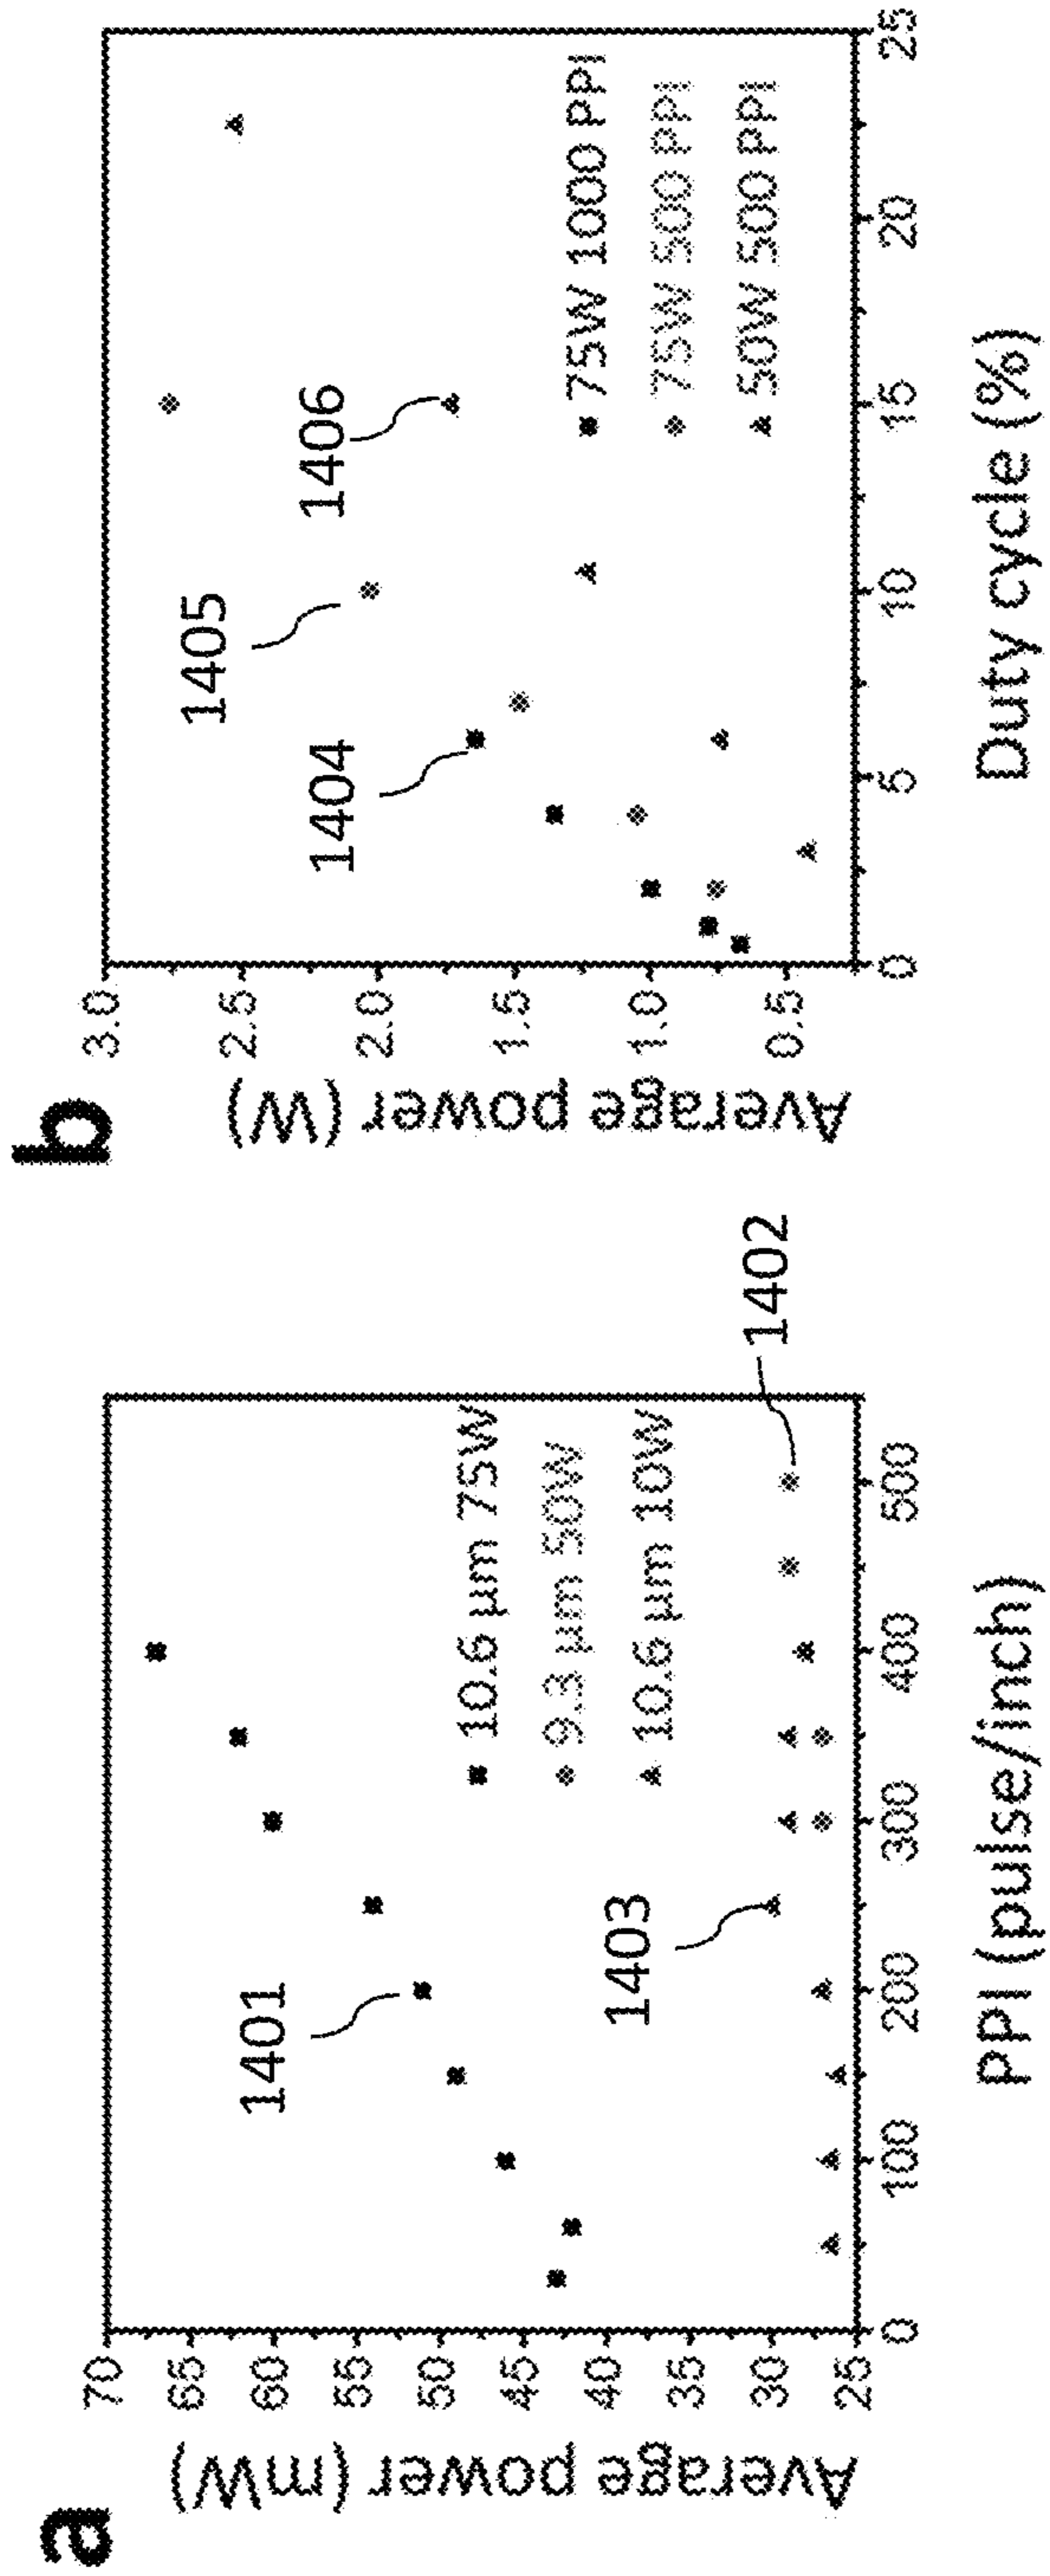 a
Average power (mW)
70
65
60
55
50
45
40
35
30
25
0
100
200
300
400
500
PPI (pulse/inch)
1401
1403
1402
10.6 µm 75W
9.3 µm 50W
10.6 µm 10W
b
Average power (W)
3.0
2.5
2.0
1.5
1.0
0.5
0
5
10
15
20
25
Duty cycle (%)
1404
1405
1406
75W 1000 PPI
75W 500 PPI
50W 500 PPI